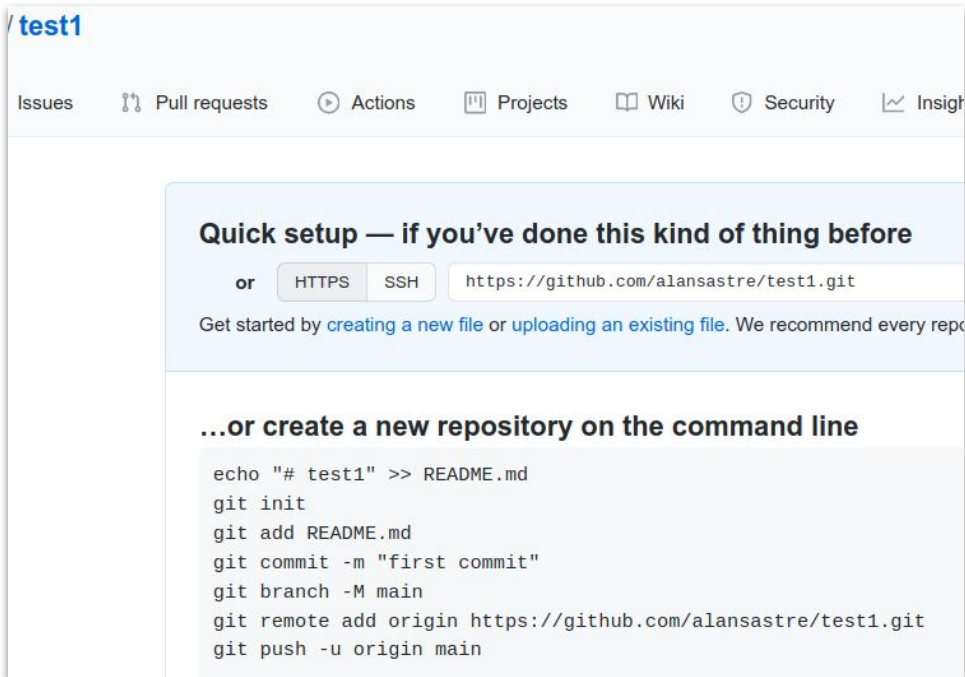 / test1
Issues Pull requests Actions Projects Wiki Security
Quick setup — if you’ve done this kind of thing before
or HTTPS SSH https://github.com/alansastre/test1.git
Get started by creating a new file or uploading an existing file. We recommend every
…or create a new repository on the command line
echo "# test1" >> README.md
git init
git add README.md
git commit -m "first commit"
git branch -M main
git remote add origin https://github.com/alansastre/test1.git
git push -u origin main